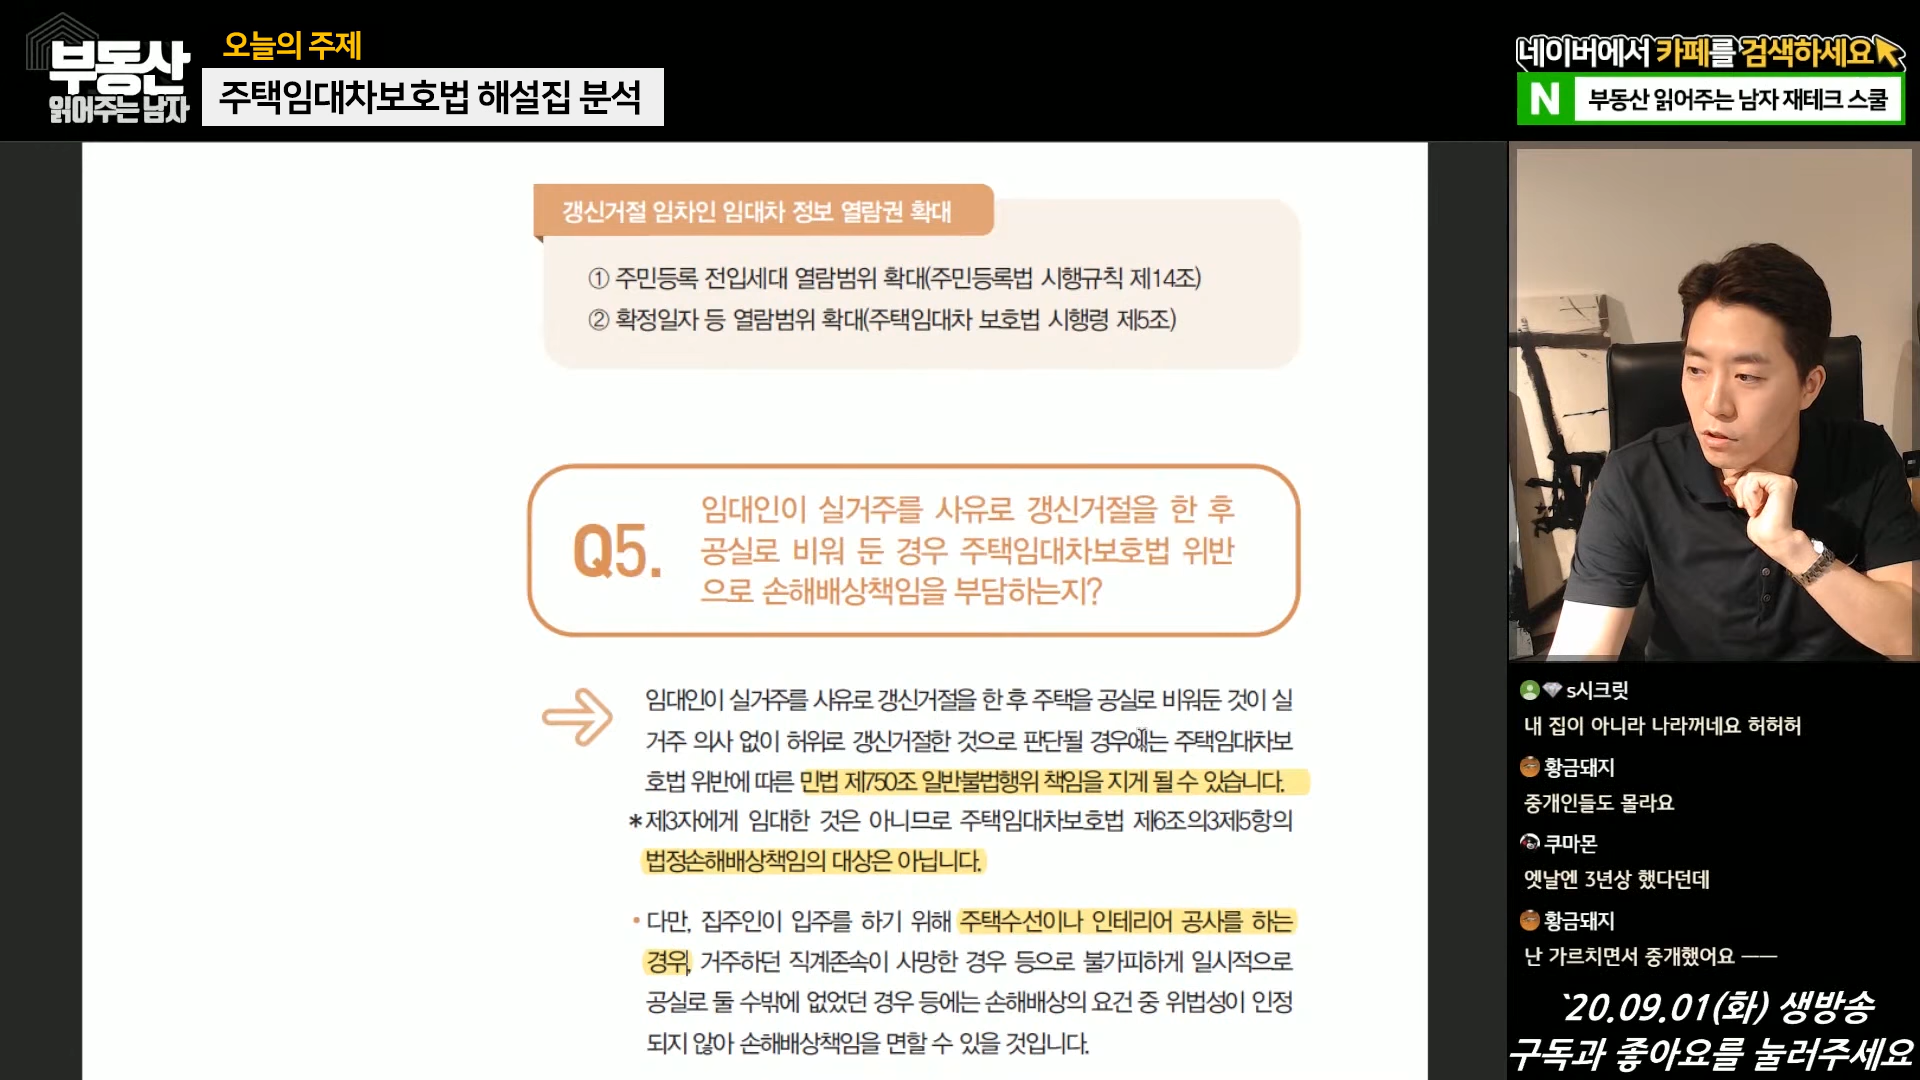 부동산
읽어주는 남자
오늘의 주제
주택임대차보호법 해설집 분석
네이버에서 카페를 검색하세요
N 부동산 읽어주는 남자 재테크 스쿨
갱신거절 임차인 임대차 정보 열람권 확대
① 주민등록 전입세대 열람범위 확대(주민등록법 시행규칙 제14조)
② 확정일자 등 열람범위 확대(주택임대차 보호법 시행령 제5조)
Q5.
임대인이 실거주를 사유로 갱신거절을 한 후
공실로 비워 둔 경우 주택임대차보호법 위반
으로 손해배상책임을 부담하는지?
임대인이 실거주를 사유로 갱신거절을 한 후 주택을 공실로 비워둔 것이 실
거주 의사 없이 허위로 갱신거절한 것으로 판단될 경우에는 주택임대차보
호법 위반에 따른 민법 제750조 일반불법행위 책임을 지게 될 수 있습니다.
*제3자에게 임대한 것은 아니므로 주택임대차보호법 제6조의3제5항의
법정손해배상책임의 대상은 아닙니다.
• 다만, 집주인이 입주를 하기 위해 주택수선이나 인테리어 공사를 하는
경우, 거주하던 직계존속이 사망한 경우 등으로 불가피하게 일시적으로
공실로 둘 수밖에 없었던 경우 등에는 손해배상의 요건 중 위법성이 인정
되지 않아 손해배상책임을 면할 수 있을 것입니다.
s시크릿
내 집이 아니라 나라꺼네요 허허허
황금돼지
중개인들도 몰라요
쿠마몬
옛날엔 3년상 했다던데
황금돼지
난 가르치면서 중개했어요 ㅡㅡ
`20.09.01(화) 생방송
구독과 좋아요를 눌러주세요